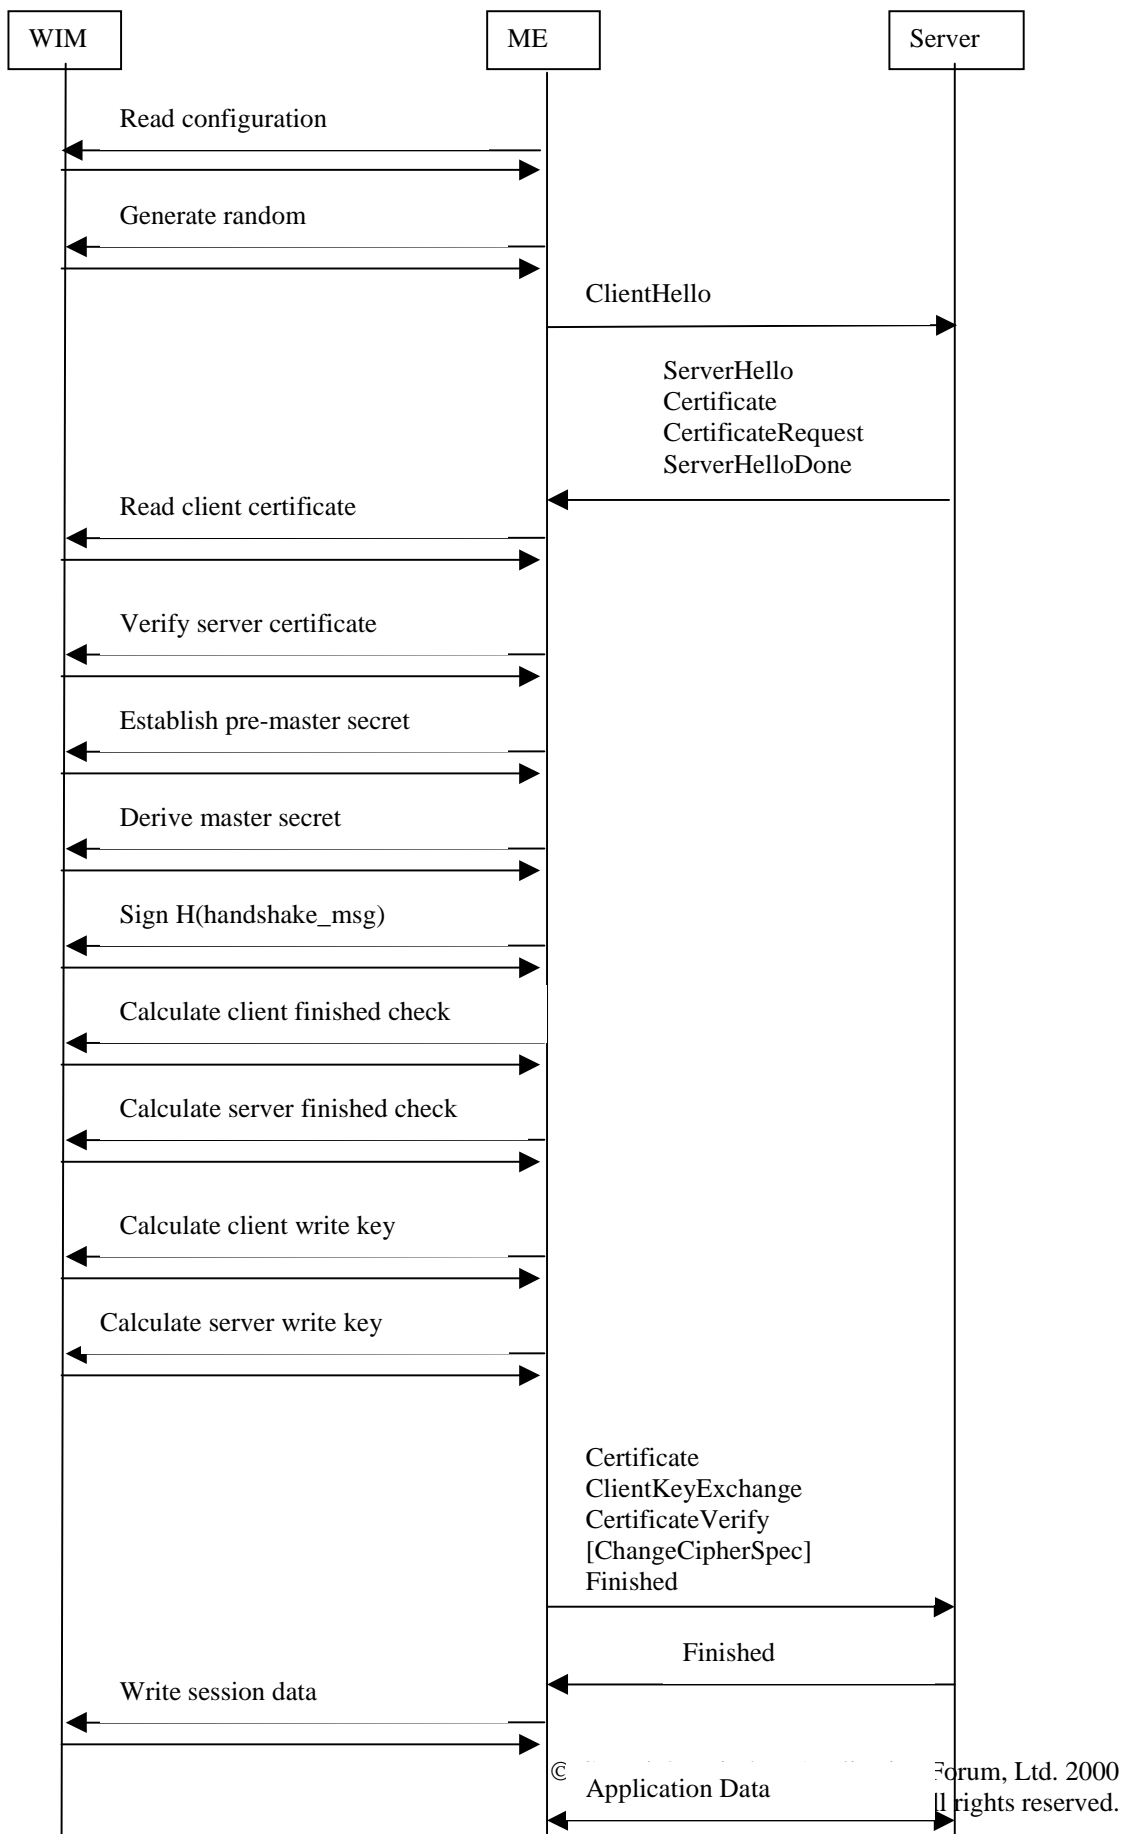 WIM
ME
Server
Read configuration
Generate random
ClientHello
ServerHello
Certificate
CertificateRequest
ServerHelloDone
Read client certificate
Verify server certificate
Establish pre-master secret
Derive master secret
Sign H(handshake_msg)
Calculate client finished check
Calculate server finished check
Calculate client write key
Calculate server write key
Certificate
ClientKeyExchange
CertificateVerify
[ChangeCipherSpec]
Finished
Finished
Write session data
© Forum, Ltd. 2000
Application Data
rights reserved.